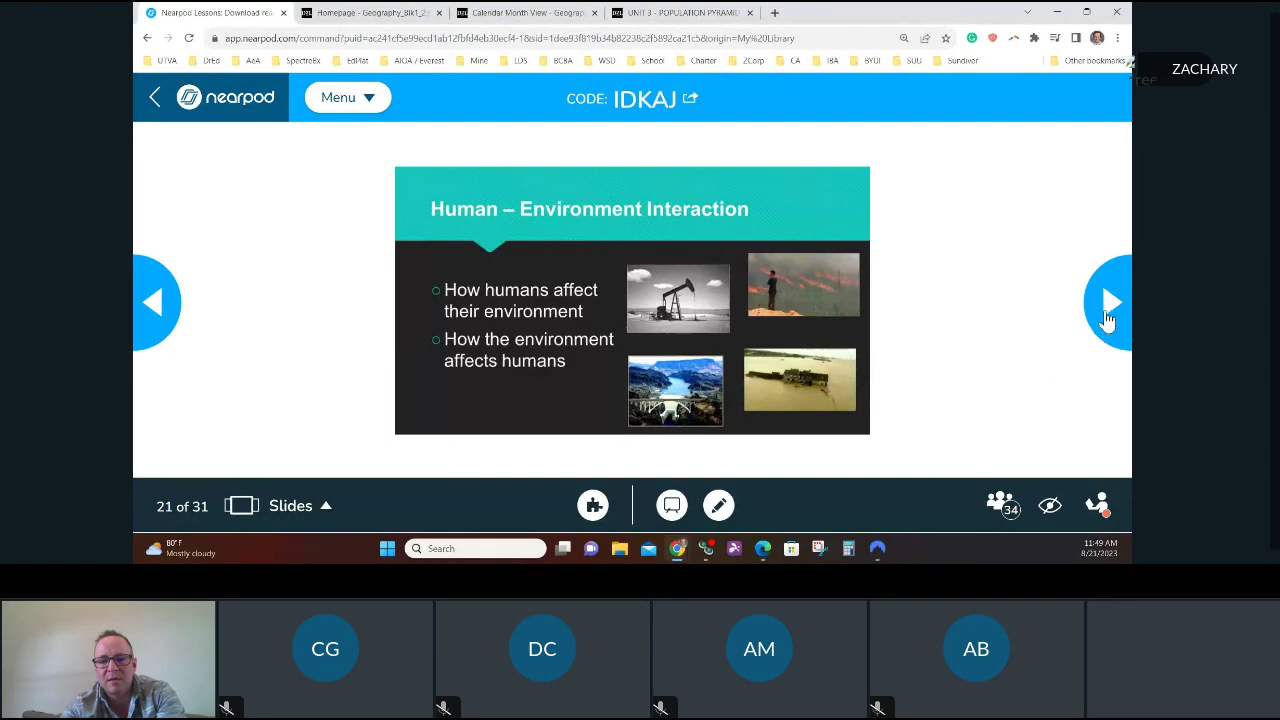 Nearpod Lessons: Download rea
Homepage - Geography_Blk1_2
Calendar Month View - Geograp
UNIT 3 - POPULATION PYRAMID
app.nearpod.com/command?puid=ac241cf5e99ecd1ab12fbfd4eb30ecf4-1&sid=1dee93f819b34b82238c2f5892ca21c5&origin=My%20Library
UTVA DrEd AeA SpectreBx EdPlat AIOA / Everest Mine LDS BCBA WSD School Charter ZCorp CA IBA BYUI SUU Sundiver Other bookmarks
ZACHARY
nearpod
Menu
CODE: IDKAJ
Human – Environment Interaction
How humans affect
their environment
How the environment
affects humans
21 of 31
Slides
34
80°F
Mostly cloudy
Search
11:49 AM
8/21/2023
CG
DC
AM
AB